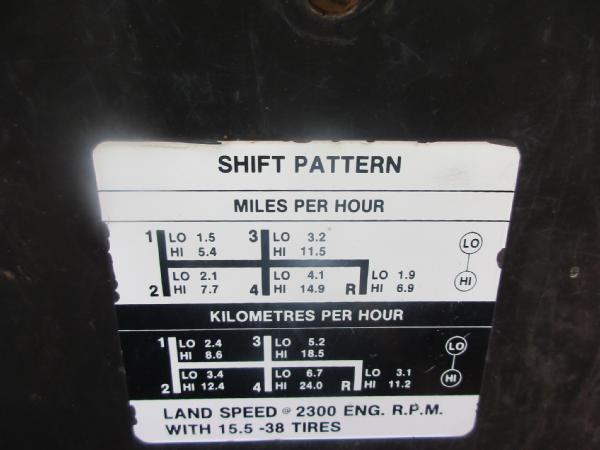 SHIFT PATTERN
MILES PER HOUR
1 LO 1.5 3 LO 3.2 LO
HI 5.4 HI 11.5
LO 2.1 LO 4.1 LO 1.9 HI
2 HI 7.7 4 HI 14.9 R HI 6.9
KILOMETRES PER HOUR
1 LO 2.4 3 LO 5.2 LO
HI 8.6 HI 18.5
LO 3.4 LO 6.7 LO 3.1 HI
2 HI 12.4 4 HI 24.0 R HI 11.2
LAND SPEED @ 2300 ENG. R.P.M.
WITH 15.5 -38 TIRES